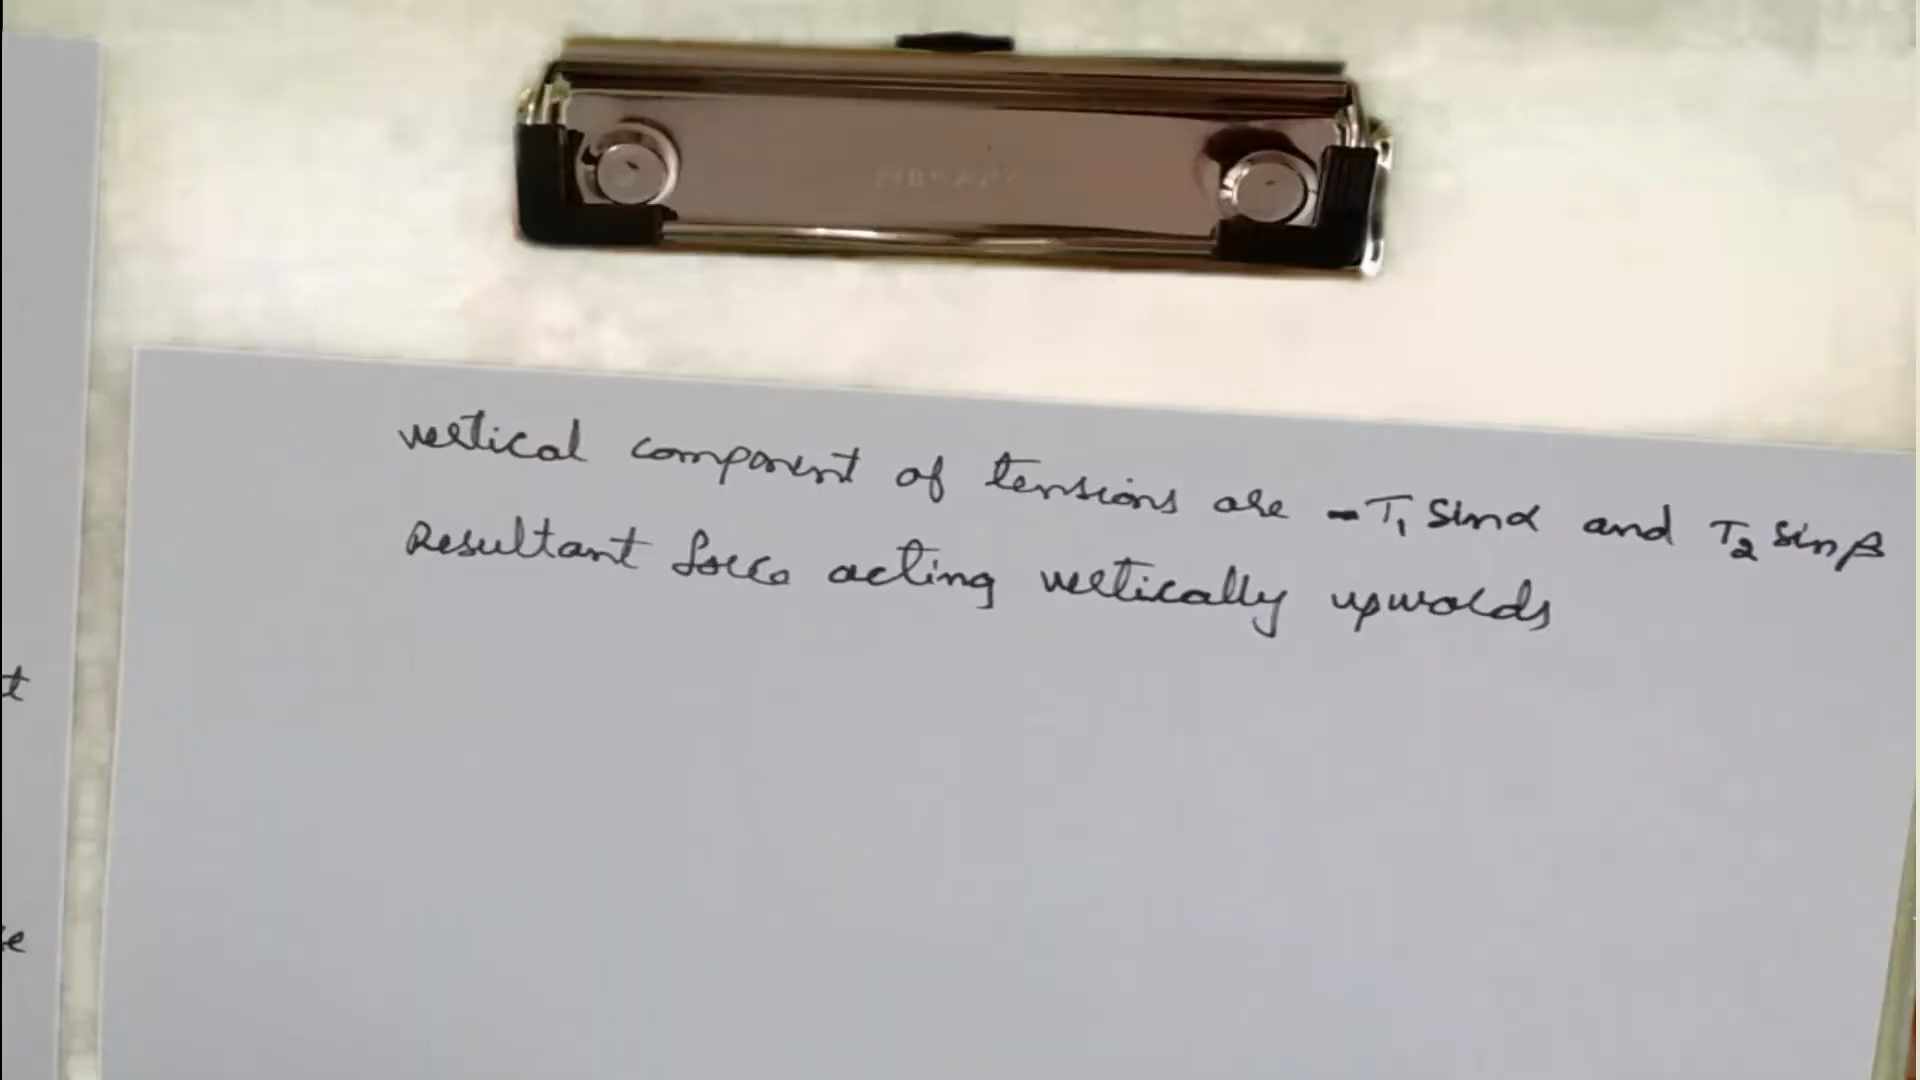 vertical component of tensions are -T₁ sinα and T₂ sinβ
Resultant force acting vertically upwards
t